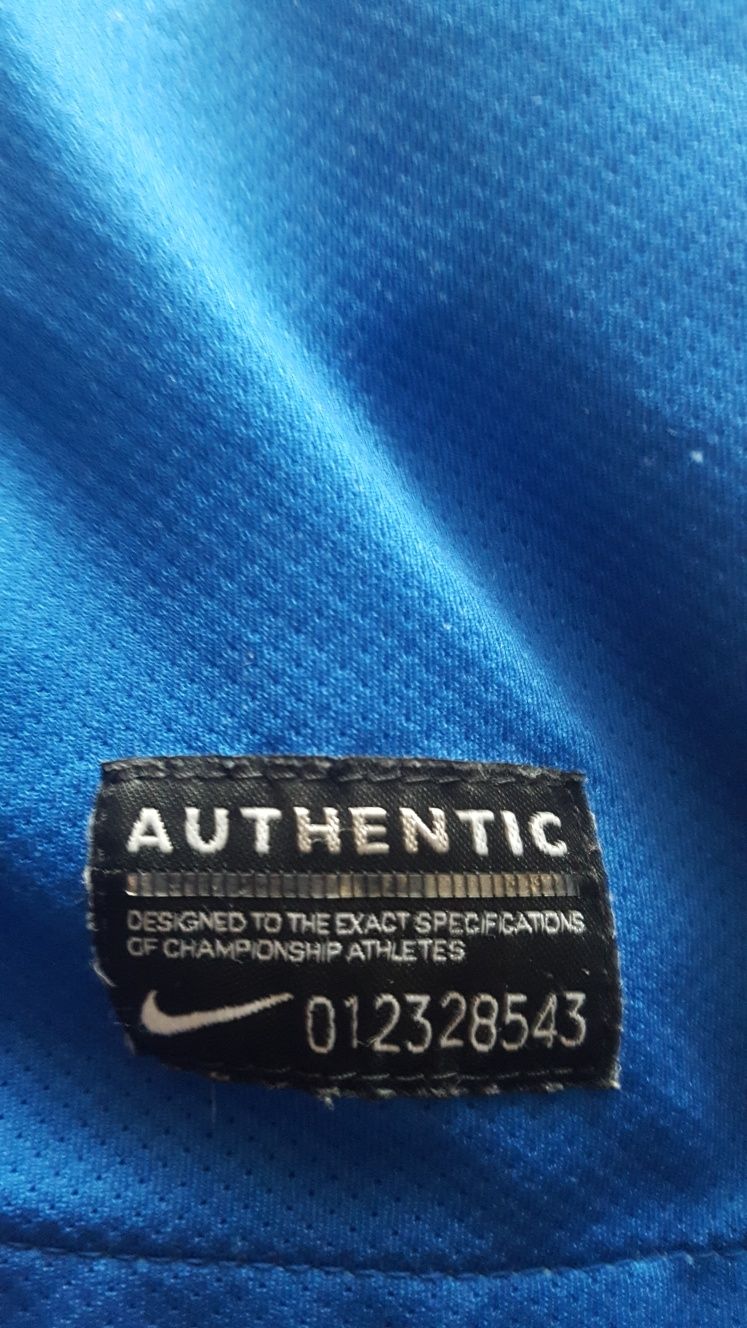 AUTHENTIC
DESIGNED TO THE EXACT SPECIFICATIONS
OF CHAMPIONSHIP ATHLETES
012328543